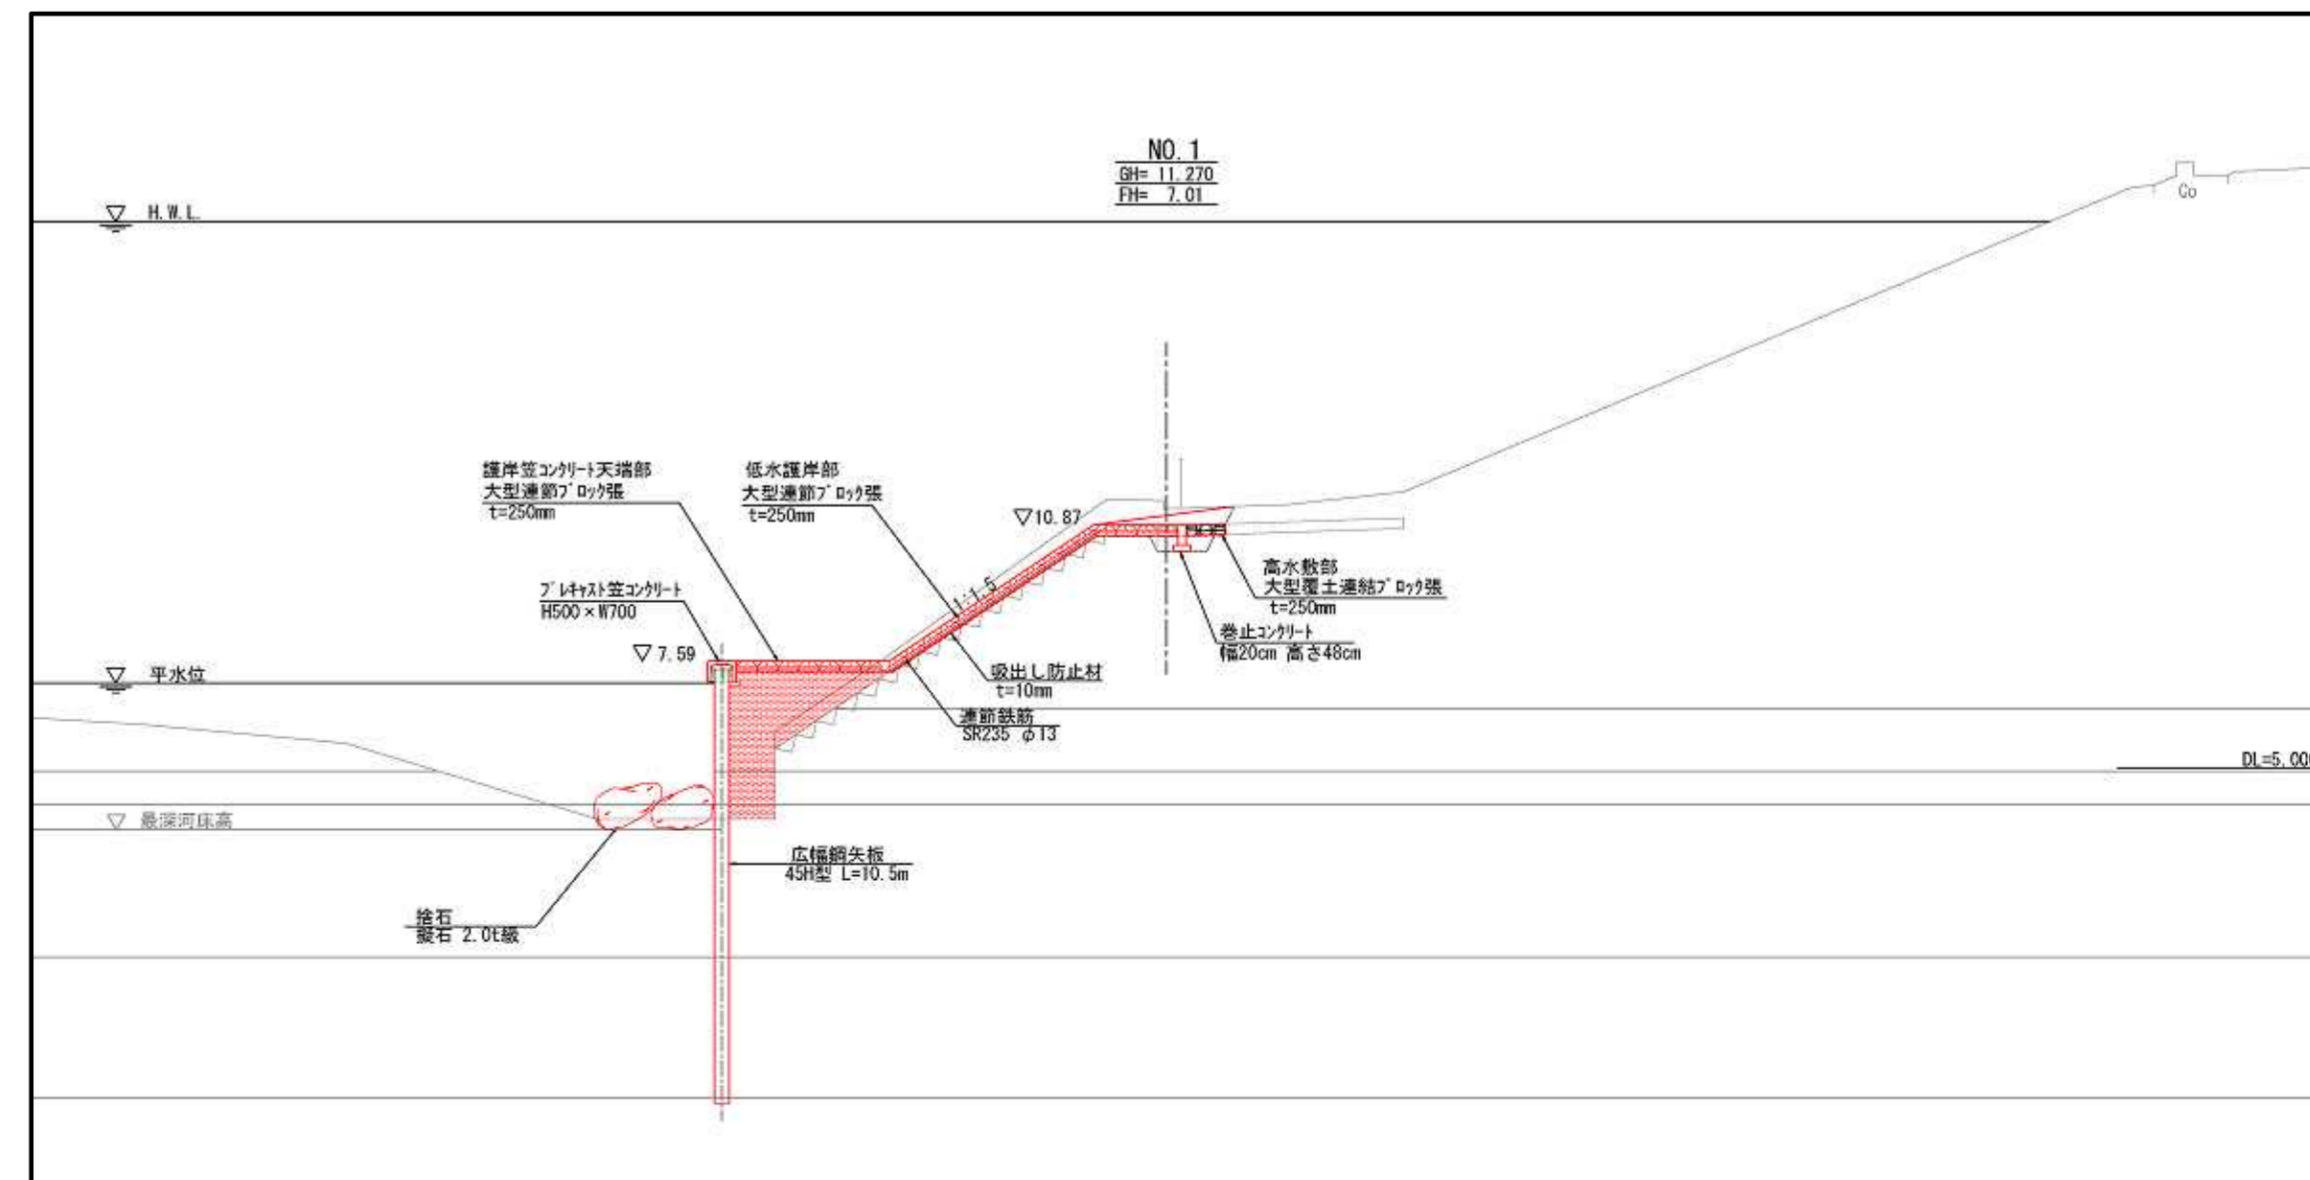 NO. 1
GH= 11.270
FH= 7.01
H.W.L.
Co
護岸笠コンクリート天端部
大型連節ブロック張
t=250mm
低水護岸部
大型連節ブロック張
t=250mm
▽10.87
1:1.5
高水敷部
大型覆土連結ブロック張
t=250mm
プレキャスト笠コンクリート
H500×W700
巻止コンクリート
幅20cm 高さ48cm
▽7.59
平水位
吸出し防止材
t=10mm
連節鉄筋
SR235 φ13
DL=5.000
最深河床高
広幅鋼矢板
45H型 L=10.5m
捨石
擬石 2.0t級